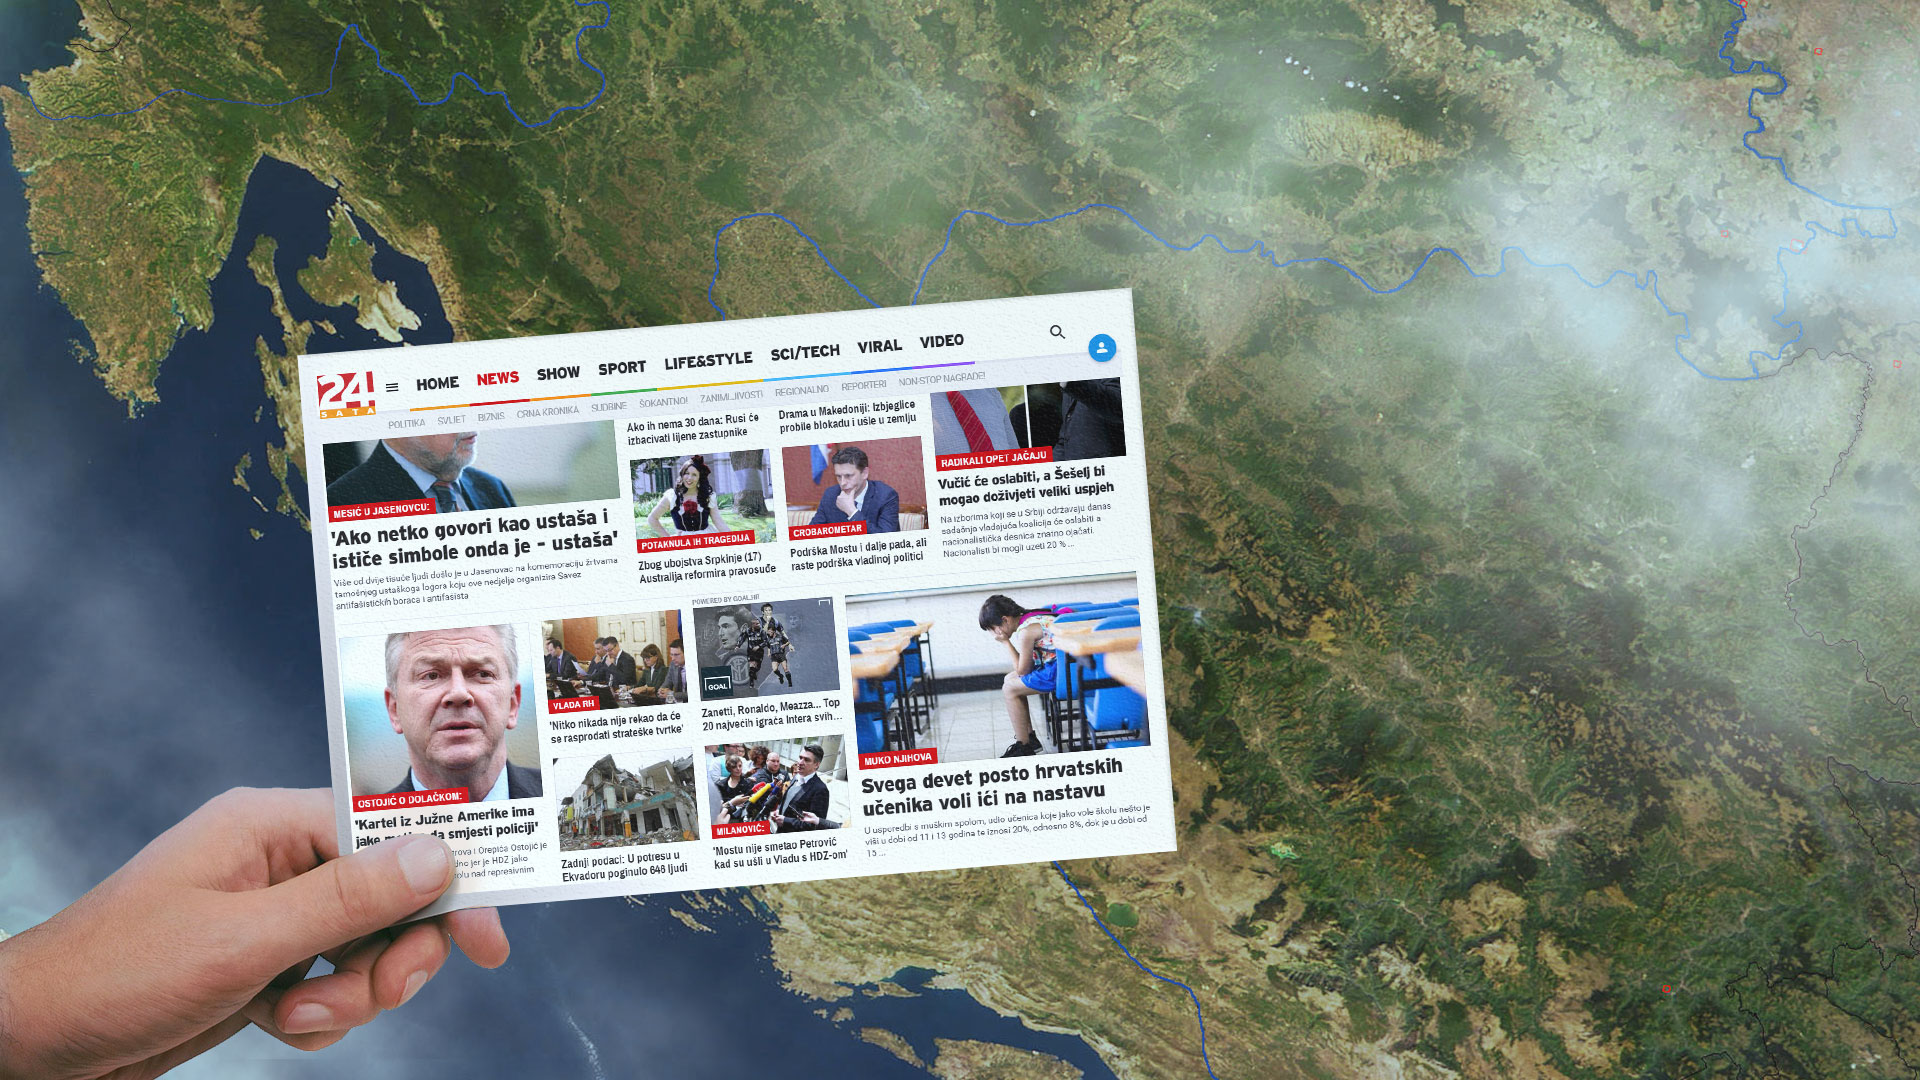 24
SATA
HOME NEWS SHOW SPORT LIFE&STYLE SCI/TECH VIRAL VIDEO
POLITIKA SVIJET BIZNIS CRNA KRONIKA SUDBINE ŠOKANTNO! ZANIMLJIVOSTI REGIONALNO REPORTERI NON-STOP NAGRADE!
MESIĆ U JASENOVCU:
'Ako netko govori kao ustaša i
ističe simbole onda je - ustaša'
Više od dvije tisuće ljudi došlo je u Jasenovac na komemoraciju žrtvama
tamošnjeg ustaškoga logora koju ove nedjelje organizira Savez
antifašističkih boraca i antifašista
Ako ih nema 30 dana: Rusi će
izbacivati lijene zastupnike
POTAKNULA IH TRAGEDIJA
Zbog ubojstva Srpkinje (17)
Australija reformira pravosuđe
Drama u Makedoniji: Izbjeglice
probile blokadu i ušle u zemlju
CROBAROMETAR
Podrška Mostu i dalje pada, ali
raste podrška vladinoj politici
RADIKALI OPET JAČAJU
Vučić će oslabiti, a Šešelj bi
mogao doživjeti veliki uspjeh
Na izborima koji se u Srbiji održavaju danas
sadašnja vladajuća koalicija će oslabiti a
nacionalistička desnica znatno ojačati.
Nacionalisti bi mogli uzeti 20 % ...
OSTOJIĆ O DOLAČKOM:
'Kartel iz Južne Amerike ima
jako da smjesti policiji'
trova i Orepića Ostojić je
dno jer je HDZ jako
rolu nad represivnim
VLADA RH
'Nitko nikada nije rekao da će
se rasprodati strateške tvrtke'
Zadnji podaci: U potresu u
Ekvadoru poginulo 646 ljudi
POWERED BY GOAL.HR
GOAL
Zanetti, Ronaldo, Meazza... Top
20 najvećih igrača Intera svih...
MILANOVIĆ:
'Mostu nije smetao Petrović
kad su ušli u Vladu s HDZ-om'
MUKO NJIHOVA
Svega devet posto hrvatskih
učenika voli ići na nastavu
U usporedbi s muškim spolom, udio učenica koje jako vole školu nešto je
viši u dobi od 11 i 13 godina te iznosi 20%, odnosno 8%, dok je u dobi od
15 ...